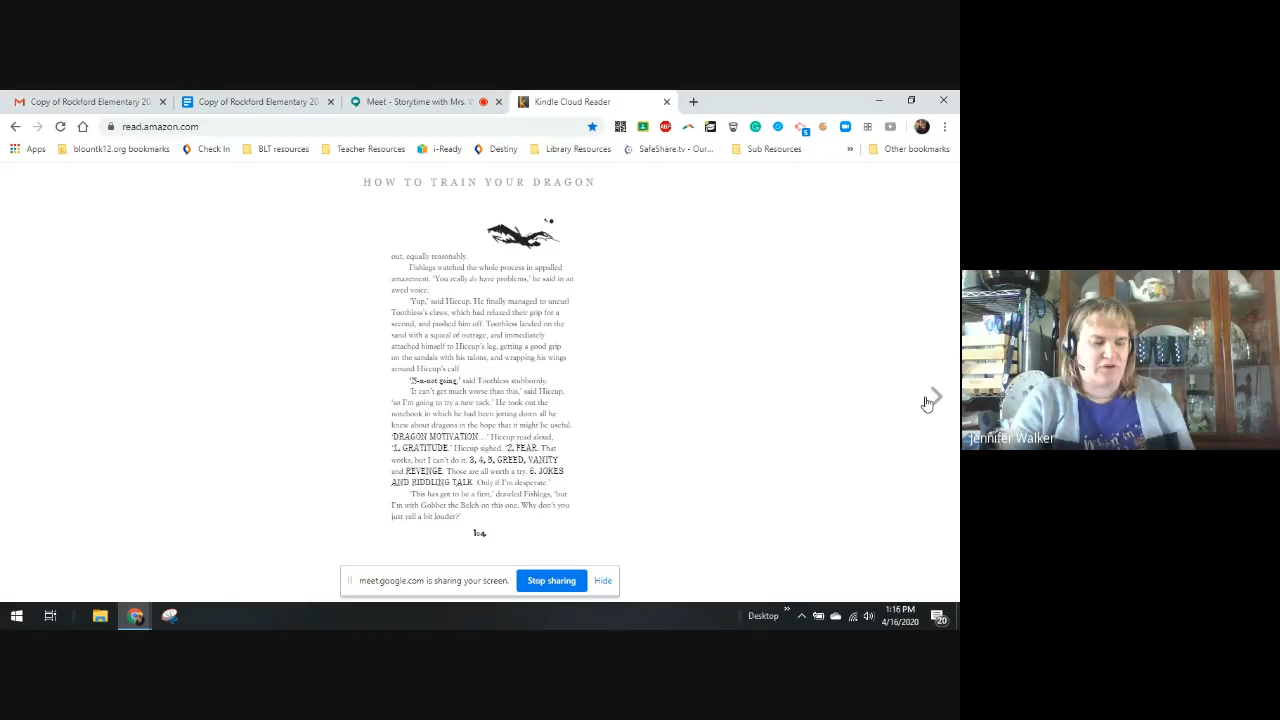 Copy of Rockford Elementary 20
Copy of Rockford Elementary 20
Meet - Storytime with Mrs. W
Kindle Cloud Reader
read.amazon.com
Apps
blountk12.org bookmarks
Check In
BLT resources
Teacher Resources
i-Ready
Destiny
Library Resources
SafeShare.tv - Our...
Sub Resources
»
Other bookmarks
HOW TO TRAIN YOUR DRAGON
out, equally reasonably.
Fishlegs watched the whole process in appalled
amazement. 'You really do have problems,' he said in an
awed voice.
'Yup,' said Hiccup. He finally managed to uncurl
Toothless's claws, which had relaxed their grip for a
second, and pushed him off. Toothless landed on the
sand with a squeal of outrage, and immediately
attached himself to Hiccup's leg, getting a good grip
on the sandals with his talons, and wrapping his wings
around Hiccup's calf.
'N-n-not going,' said Toothless stubbornly.
'It can't get much worse than this,' said Hiccup,
'so I'm going to try a new tack.' He took out the
notebook in which he had been jotting down all he
knew about dragons in the hope that it might be useful.
'DRAGON MOTIVATION…' Hiccup read aloud,
'1. GRATITUDE.' Hiccup sighed. '2. FEAR. That
works, but I can't do it. 3, 4, 5, GREED, VANITY
and REVENGE. Those are all worth a try. 6. JOKES
AND RIDDLING TALK. Only if I'm desperate.'
'This has got to be a first,' drawled Fishlegs, 'but
I'm with Gobber the Belch on this one. Why don't you
just yell a bit louder?'
104
meet.google.com is sharing your screen.
Stop sharing
Hide
Jennifer Walker
Desktop
»
1:16 PM
4/16/2020
20